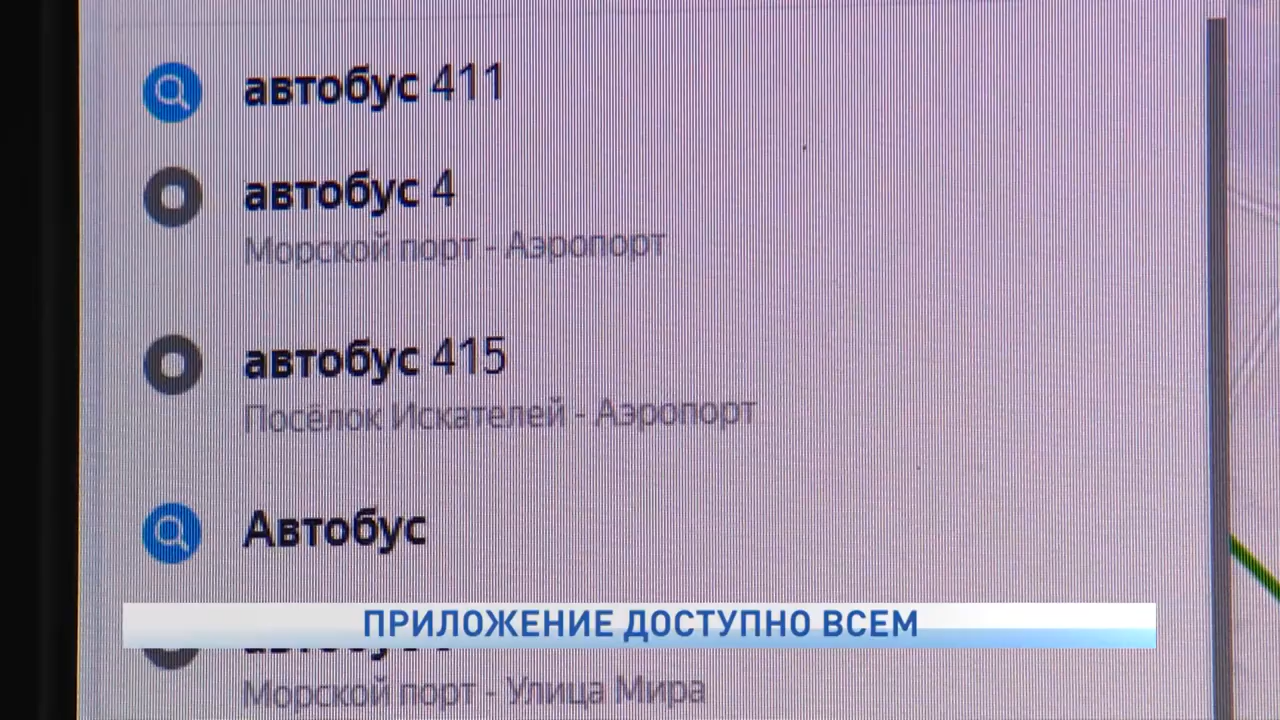 автобус 411
автобус 4
Морской порт - Аэропорт
автобус 415
Посёлок Искателей - Аэропорт
Автобус
ПРИЛОЖЕНИЕ ДОСТУПНО ВСЕМ
Морской порт - Улица Мира